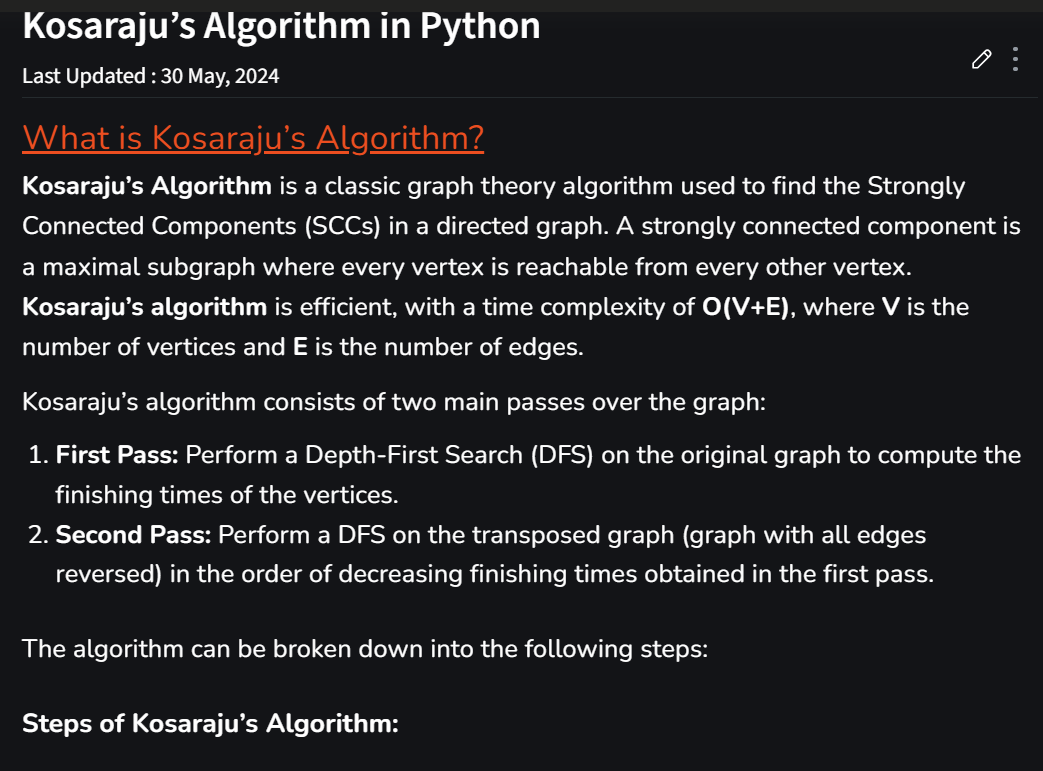 Kosaraju’s Algorithm in Python
Last Updated : 30 May, 2024
What is Kosaraju’s Algorithm?
Kosaraju’s Algorithm is a classic graph theory algorithm used to find the Strongly
Connected Components (SCCs) in a directed graph. A strongly connected component is
a maximal subgraph where every vertex is reachable from every other vertex.
Kosaraju’s algorithm is efficient, with a time complexity of O(V+E), where V is the
number of vertices and E is the number of edges.
Kosaraju’s algorithm consists of two main passes over the graph:
1. First Pass: Perform a Depth-First Search (DFS) on the original graph to compute the
finishing times of the vertices.
2. Second Pass: Perform a DFS on the transposed graph (graph with all edges
reversed) in the order of decreasing finishing times obtained in the first pass.
The algorithm can be broken down into the following steps:
Steps of Kosaraju’s Algorithm: